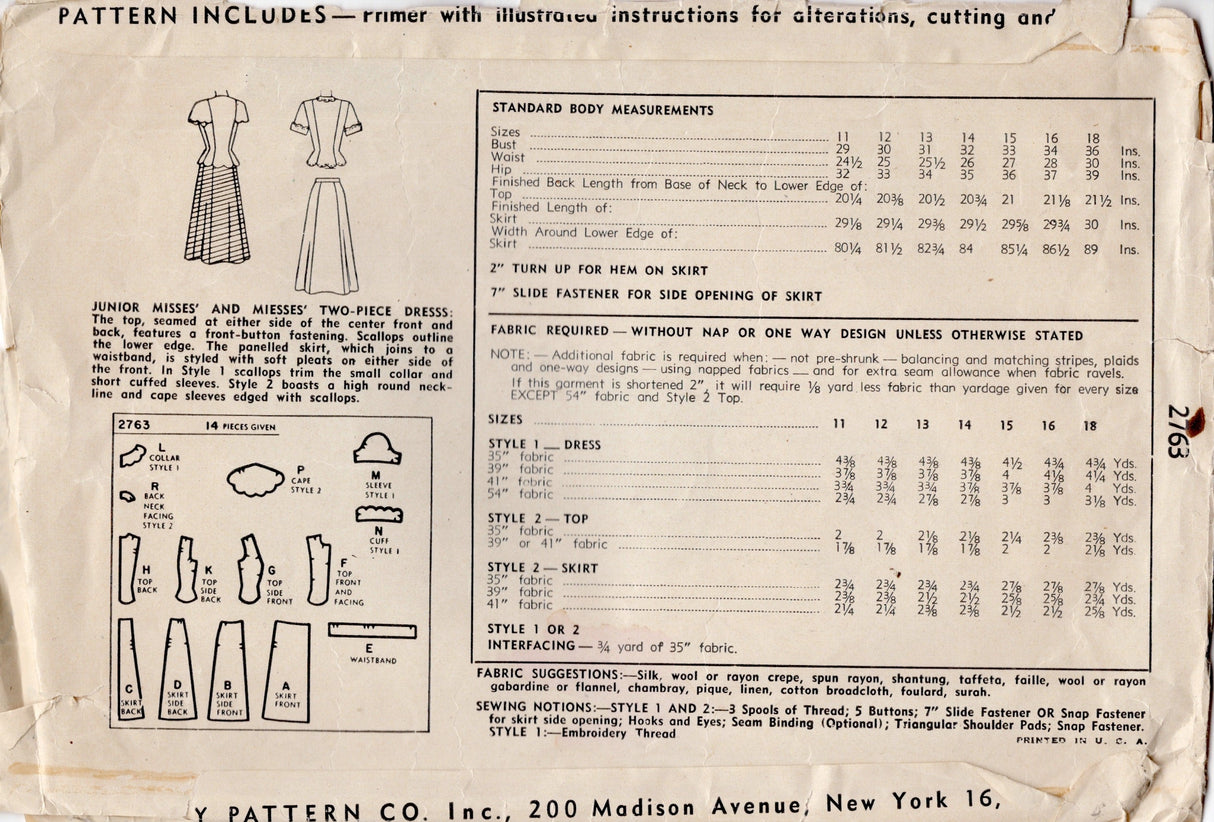 PATTERN INCLUDES — Primer with illustrated instructions for alterations, cutting and
STANDARD BODY MEASUREMENTS
Sizes 11 12 13 14 15 16 18
Bust 29 30 31 32 33 34 36 Ins.
Waist 24½ 25 25½ 26 27 28 30 Ins.
Hip 32 33 34 35 36 37 39 Ins.
Finished Back Length from Base of Neck to Lower Edge of:
Top 20¼ 20⅜ 20½ 20¾ 21 21⅛ 21½ Ins.
Finished Length of:
Skirt 29⅛ 29¼ 29⅜ 29½ 29⅝ 29¾ 30 Ins.
Width Around Lower Edge of:
Skirt 80¼ 81½ 82¾ 84 85¼ 86½ 89 Ins.
2" TURN UP FOR HEM ON SKIRT
7" SLIDE FASTENER FOR SIDE OPENING OF SKIRT
JUNIOR MISSES' AND MIESSES' TWO-PIECE DRESSS:
The top, seamed at either side of the center front and
back, features a front-button fastening. Scallops outline
the lower edge. The panelled skirt, which joins to a
waistband, is styled with soft pleats on either side of
the front. In Style 1 scallops trim the small collar and
short cuffed sleeves. Style 2 boasts a high round neck-
line and cape sleeves edged with scallops.
FABRIC REQUIRED — WITHOUT NAP OR ONE WAY DESIGN UNLESS OTHERWISE STATED
NOTE: — Additional fabric is required when: — not pre-shrunk — balancing and matching stripes, plaids
and one-way designs — using napped fabrics — and for extra seam allowance when fabric ravels.
If this garment is shortened 2", it will require ⅛ yard less fabric than yardage given for every size
EXCEPT 54" fabric and Style 2 Top.
SIZES 11 12 13 14 15 16 18
STYLE 1 — DRESS
35" fabric 4⅜ 4⅜ 4⅜ 4⅜ 4½ 4¾ 4¾ Yds.
39" fabric 3⅞ 3⅞ 3⅞ 3⅞ 4 4⅛ 4¼ Yds.
41" fabric 3¾ 3¾ 3¾ 3⅞ 3⅞ 3⅞ 4 Yds.
54" fabric 2¾ 2¾ 2⅞ 2⅞ 3 3 3⅛ Yds.
STYLE 2 — TOP
35" fabric 2 2 2⅛ 2⅛ 2¼ 2⅜ 2⅜ Yds.
39" or 41" fabric 1⅞ 1⅞ 1⅞ 1⅞ 2 2 2⅛ Yds.
STYLE 2 — SKIRT
35" fabric 2¾ 2¾ 2¾ 2¾ 2⅞ 2⅞ 2⅞ Yds.
39" fabric 2⅜ 2⅜ 2½ 2½ 2⅝ 2⅝ 2¾ Yds.
41" fabric 2¼ 2¼ 2⅜ 2⅜ 2½ 2½ 2⅝ Yds.
STYLE 1 OR 2
INTERFACING — ¾ yard of 35" fabric.
2763
2763 14 PIECES GIVEN
L
COLLAR
STYLE 1
R
BACK
NECK
FACING
STYLE 2
P
CAPE
STYLE 2
M
SLEEVE
STYLE 1
N
CUFF
STYLE 1
H
TOP
BACK
K
TOP
SIDE
BACK
G
TOP
SIDE
FRONT
F
TOP
FRONT
AND
FACING
C
SKIRT
BACK
D
SKIRT
SIDE
BACK
B
SKIRT
SIDE
FRONT
A
SKIRT
FRONT
E
WAISTBAND
FABRIC SUGGESTIONS:—Silk, wool or rayon crepe, spun rayon, shantung, taffeta, faille, wool or rayon
gabardine or flannel, chambray, pique, linen, cotton broadcloth, foulard, surah.
SEWING NOTIONS:—STYLE 1 AND 2:—3 Spools of Thread; 5 Buttons; 7" Slide Fastener OR Snap Fastener
for skirt side opening; Hooks and Eyes; Seam Binding (Optional); Triangular Shoulder Pads; Snap Fastener.
STYLE 1:—Embroidery Thread
PRINTED IN U. S. A.
Y PATTERN CO. Inc., 200 Madison Avenue, New York 16,